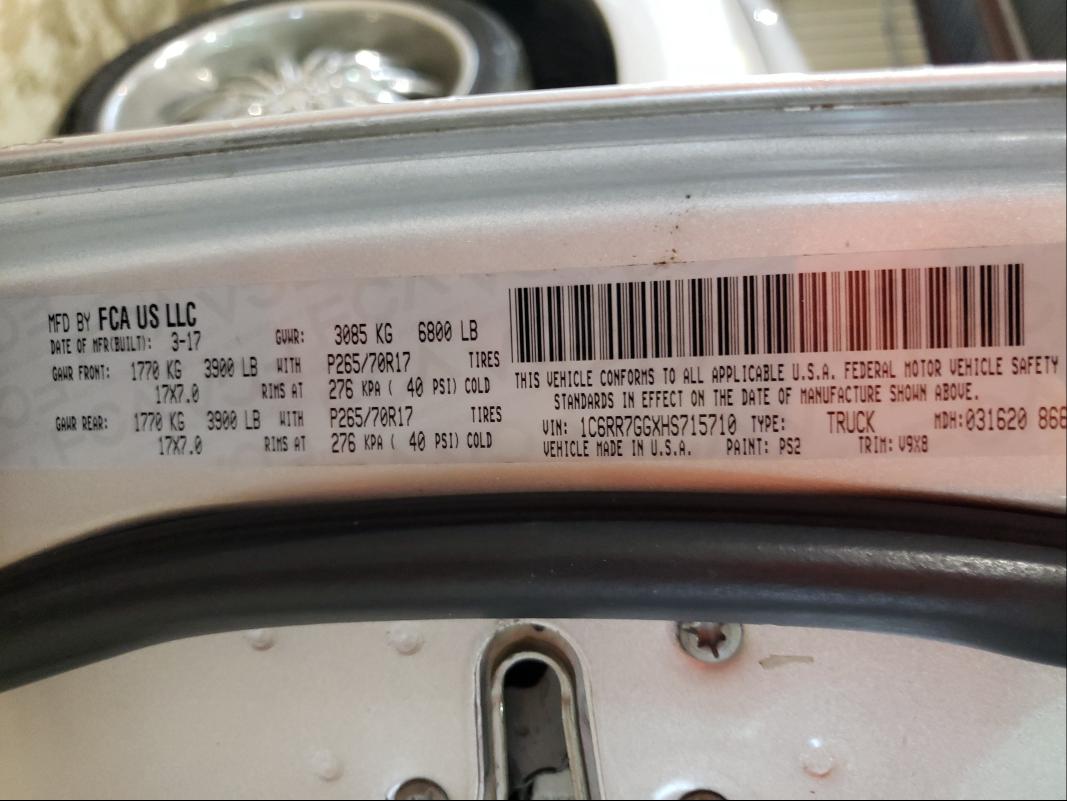 MFD BY FCA US LLC
DATE OF MFR(BUILT): 3-17 GVWR: 3085 KG 6800 LB
GAWR FRONT: 1770 KG 3900 LB WITH P265/70R17 TIRES
17X7.0 RIMS AT 276 KPA ( 40 PSI) COLD
GAWR REAR: 1770 KG 3900 LB WITH P265/70R17 TIRES
17X7.0 RIMS AT 276 KPA ( 40 PSI) COLD
THIS VEHICLE CONFORMS TO ALL APPLICABLE U.S.A. FEDERAL MOTOR VEHICLE SAFETY
STANDARDS IN EFFECT ON THE DATE OF MANUFACTURE SHOWN ABOVE.
VIN: 1C6RR7GGXHS715710 TYPE: TRUCK MDH:031620 868
VEHICLE MADE IN U.S.A. PAINT: PS2 TRIM: V9X8